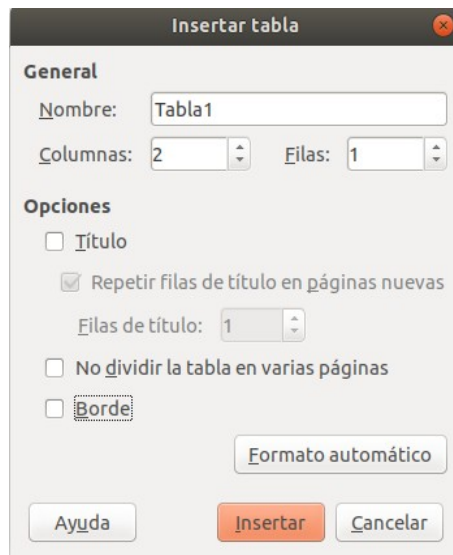 Insertar tabla
General
Nombre: Tabla1
Columnas: 2 Filas: 1
Opciones
Título
Repetir filas de título en páginas nuevas
Filas de título: 1
No dividir la tabla en varias páginas
Borde
Formato automático
Ayuda Insertar Cancelar